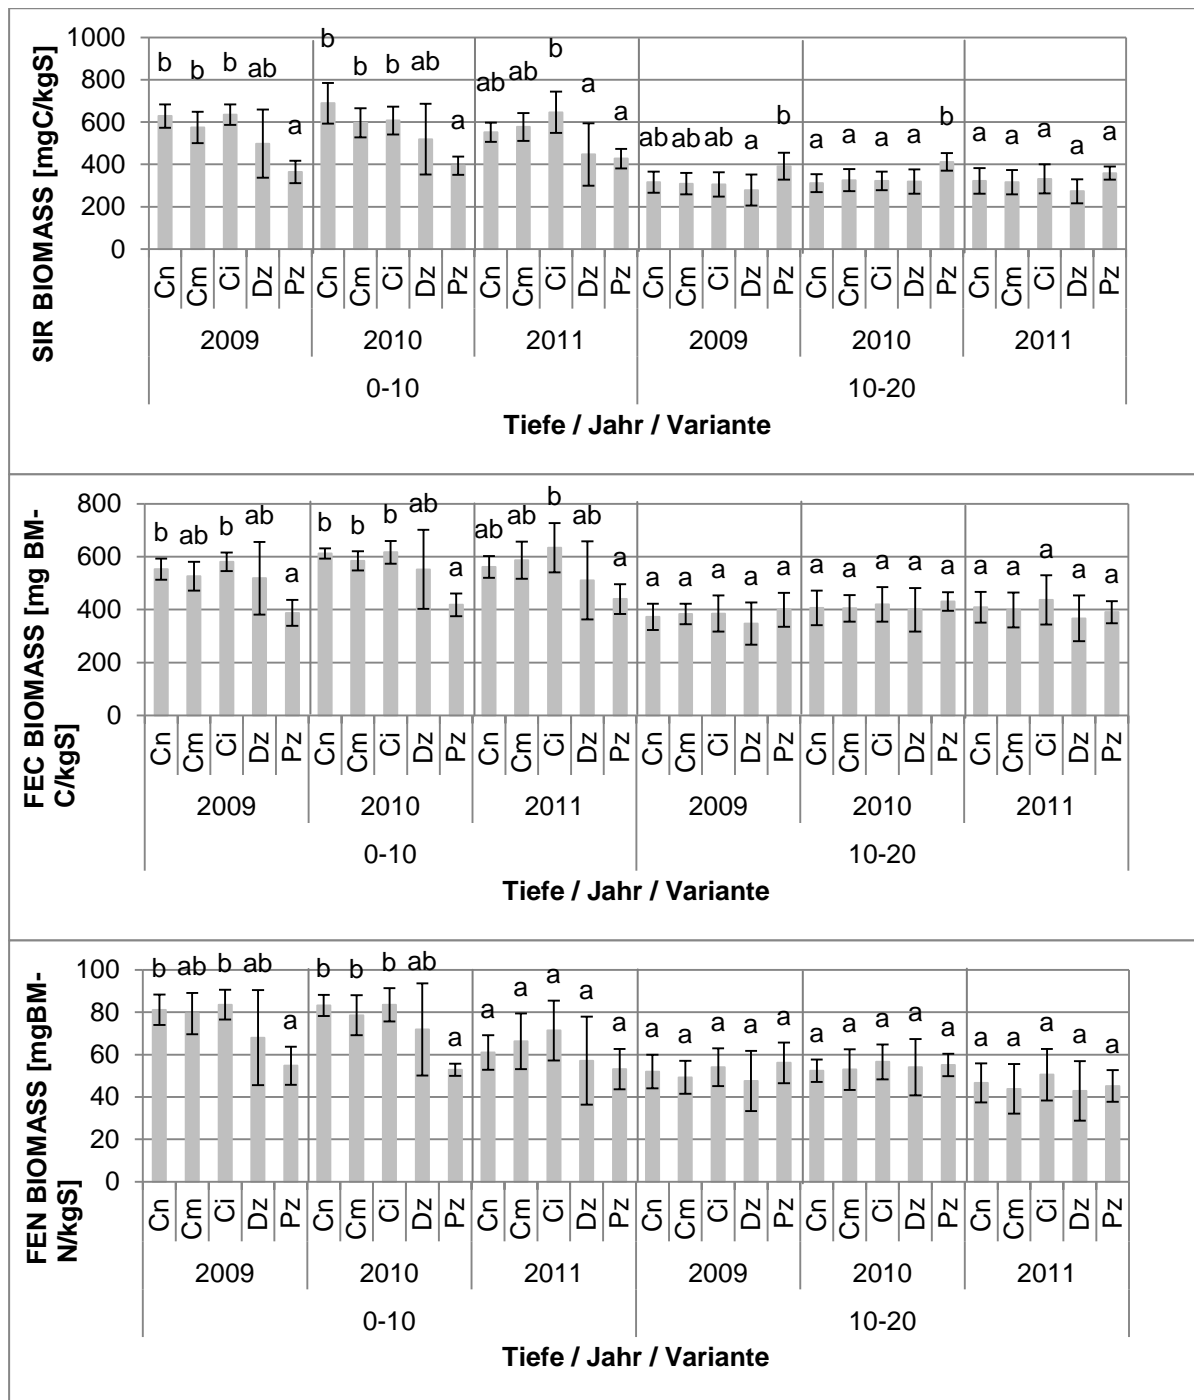 SIR BIOMASS [mgC/kgS]
1000
800
600
400
200
0
b b b ab a b b b ab a ab ab b a a ab ab ab a b a a a a b a a a a a
Cn Cm Ci Dz Pz Cn Cm Ci Dz Pz Cn Cm Ci Dz Pz Cn Cm Ci Dz Pz Cn Cm Ci Dz Pz Cn Cm Ci Dz Pz
2009 2010 2011 2009 2010 2011
0-10 10-20
Tiefe / Jahr / Variante
FEC BIOMASS [mg BM-
C/kgS]
800
600
400
200
0
b ab b ab a b b b ab a ab ab b ab a a a a a a a a a a a a a a a a
Cn Cm Ci Dz Pz Cn Cm Ci Dz Pz Cn Cm Ci Dz Pz Cn Cm Ci Dz Pz Cn Cm Ci Dz Pz Cn Cm Ci Dz Pz
2009 2010 2011 2009 2010 2011
0-10 10-20
Tiefe / Jahr / Variante
FEN BIOMASS [mgBM-
N/kgS]
100
80
60
40
20
0
b ab b ab a b b b ab a a a a a a a a a a a a a a a a a a a a a
Cn Cm Ci Dz Pz Cn Cm Ci Dz Pz Cn Cm Ci Dz Pz Cn Cm Ci Dz Pz Cn Cm Ci Dz Pz Cn Cm Ci Dz Pz
2009 2010 2011 2009 2010 2011
0-10 10-20
Tiefe / Jahr / Variante